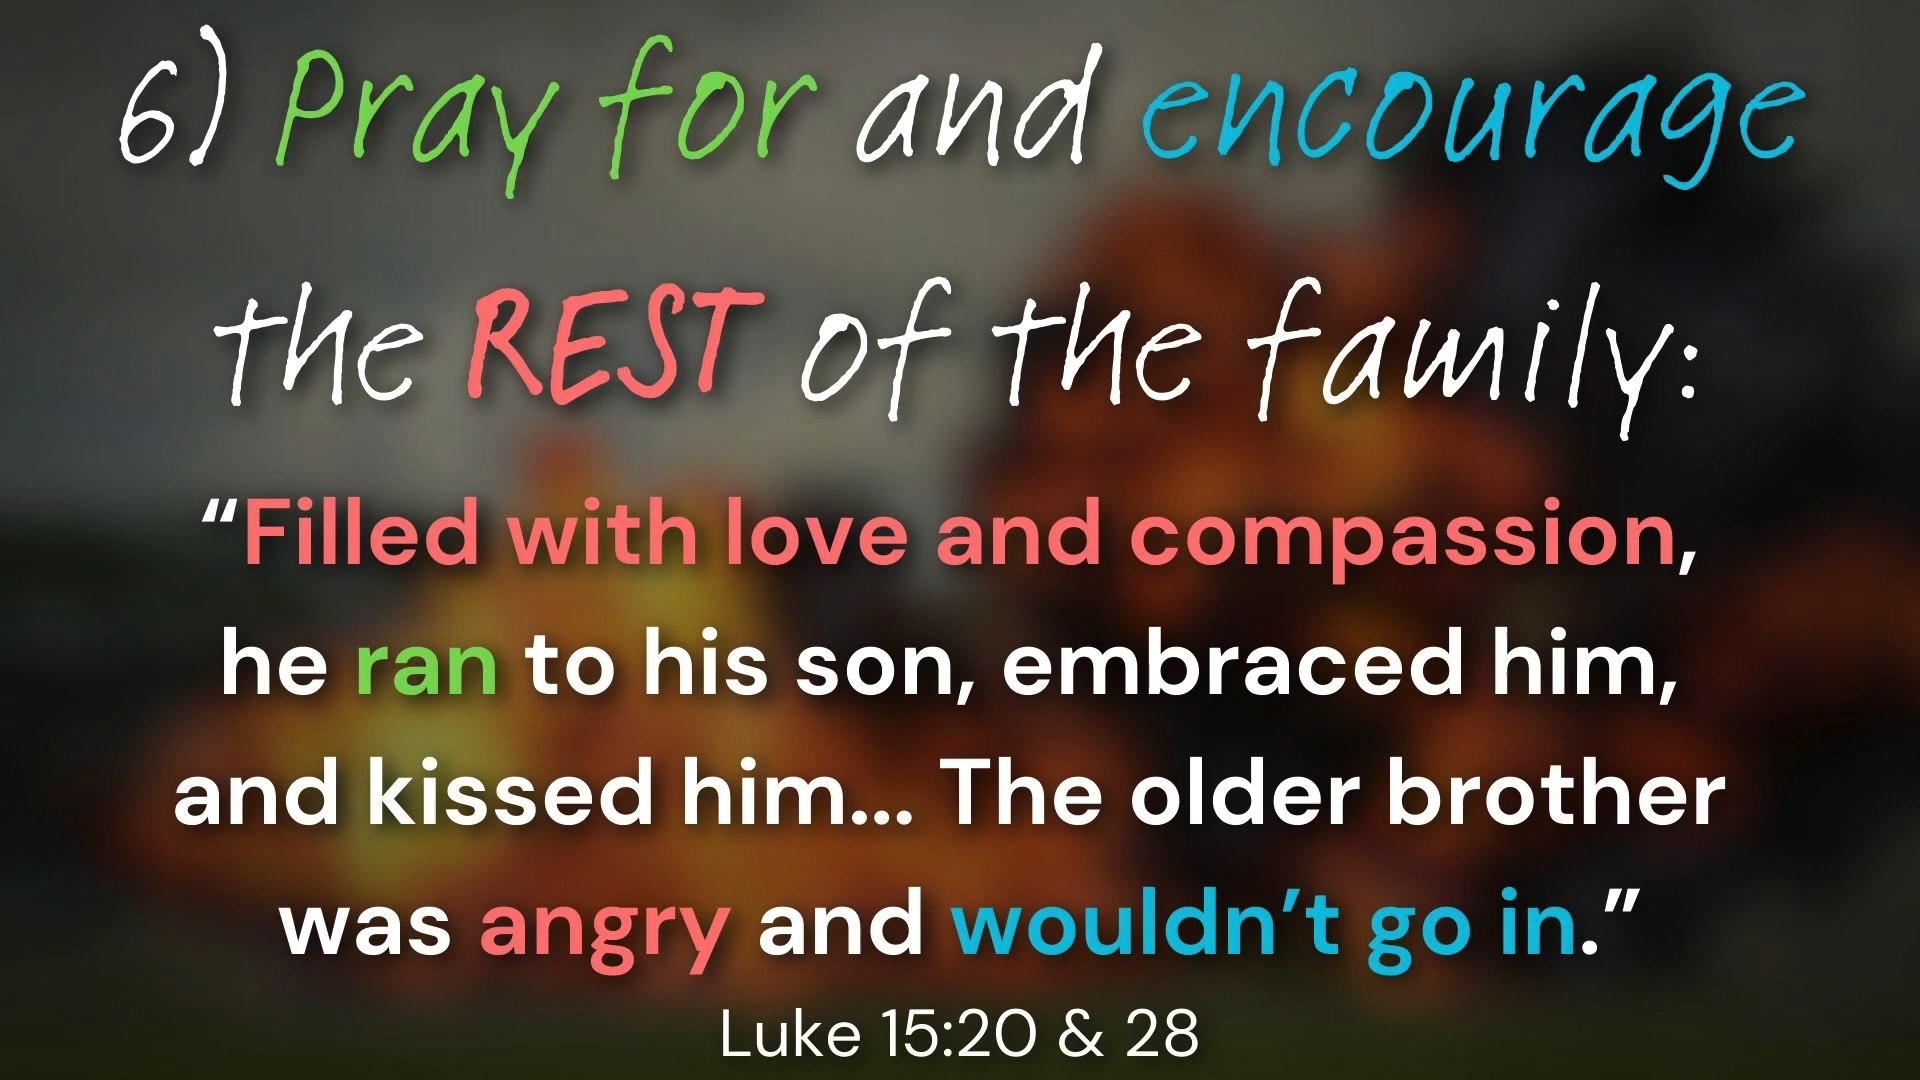 6) Pray for and encourage
the REST of the family:
“Filled with love and compassion,
he ran to his son, embraced him,
and kissed him... The older brother
was angry and wouldn’t go in.”
Luke 15:20 & 28